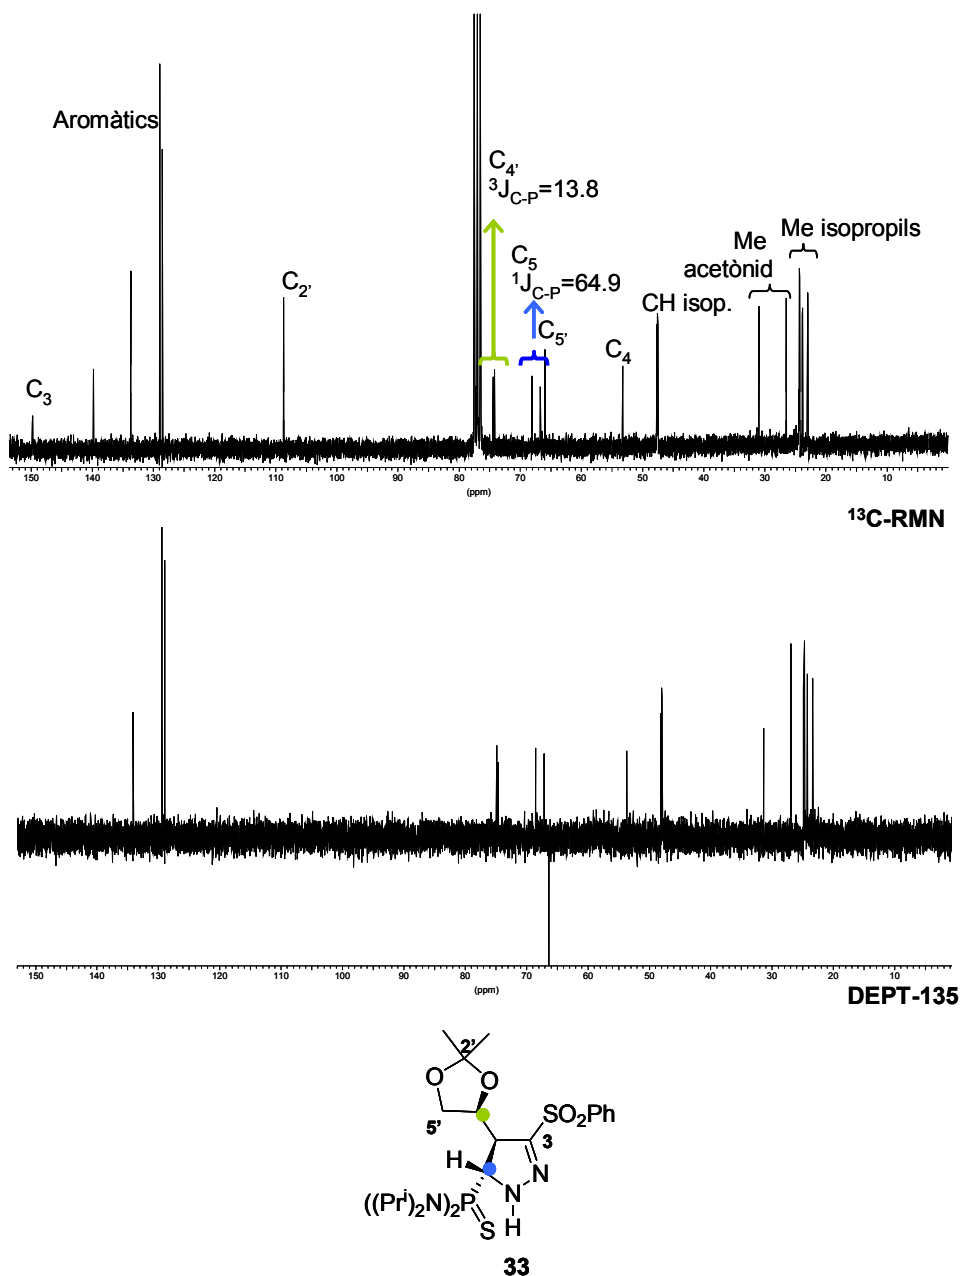 Aromàtics
C4'
3JC-P=13.8
C5
1JC-P=64.9
Me isopropils
Me
acetònid
CH isop.
C2'
C5'
C4
C3
150 140 130 120 110 100 90 80 70 60 50 40 30 20 10
(ppm)
13C-RMN
150 140 130 120 110 100 90 80 70 60 50 40 30 20 10
(ppm)
DEPT-135
2'
O
O
5'
SO2Ph
3
H
N
((Pri)2N)2P
N
S
H
33